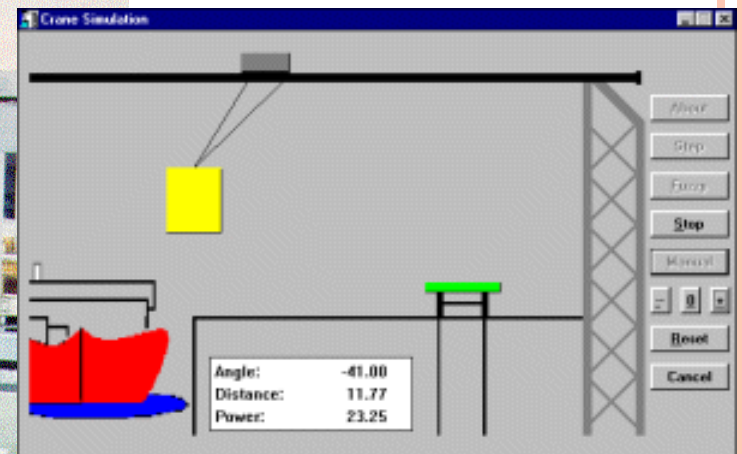 Crane Simulation
About
Step
Fuzzy
Stop
Manual
- 0 +
Reset
Cancel
Angle: -41.00
Distance: 11.77
Power: 23.25